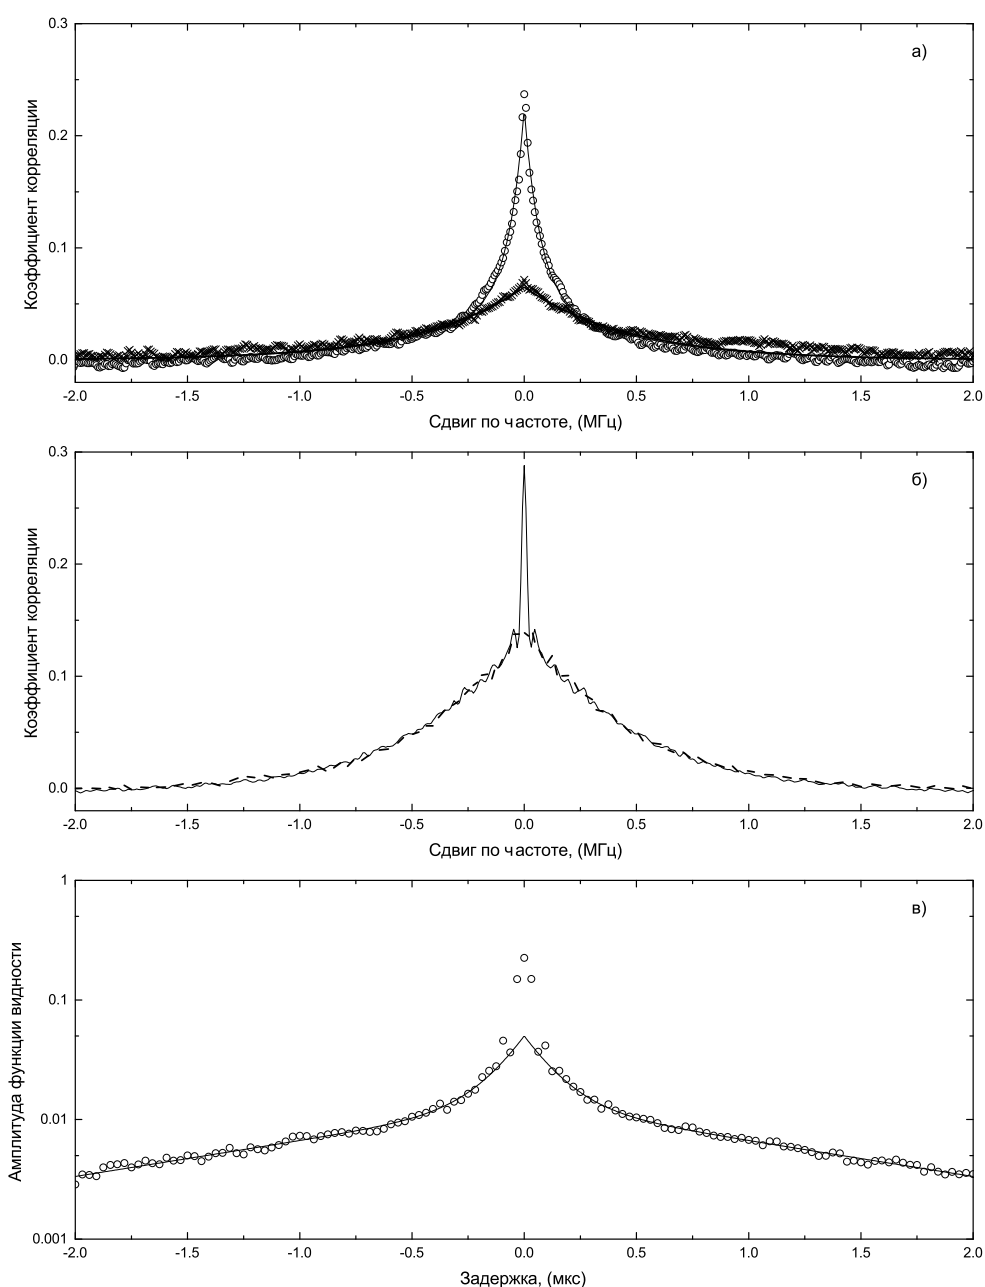 а)
Коэффициент корреляции
0.3
0.2
0.1
0.0
-2.0 -1.5 -1.0 -0.5 0.0 0.5 1.0 1.5 2.0
Сдвиг по частоте, (МГц)
б)
Коэффициент корреляции
0.3
0.2
0.1
0.0
-2.0 -1.5 -1.0 -0.5 0.0 0.5 1.0 1.5 2.0
Сдвиг по частоте, (МГц)
в)
Амплитуда функции видности
1
0.1
0.01
0.001
-2.0 -1.5 -1.0 -0.5 0.0 0.5 1.0 1.5 2.0
Задержка, (мкс)